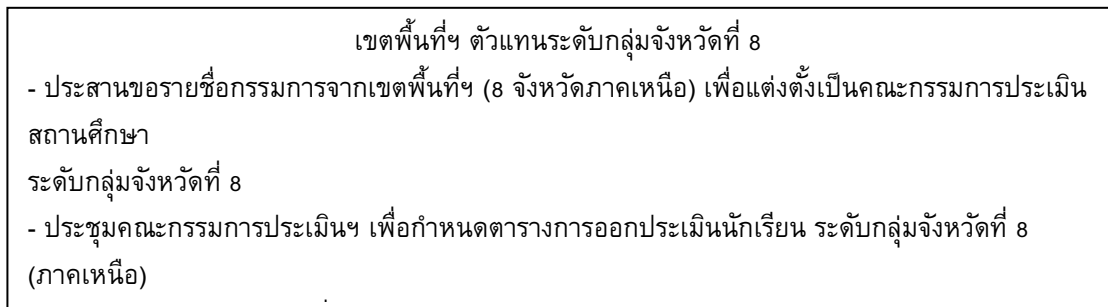 เขตพื้นที่ฯ ตัวแทนระดับกลุ่มจังหวัดที่ 8
- ประสานขอรายชื่อกรรมการจากเขตพื้นที่ฯ (8 จังหวัดภาคเหนือ) เพื่อแต่งตั้งเป็นคณะกรรมการประเมิน
สถานศึกษา
ระดับกลุ่มจังหวัดที่ 8
- ประชุมคณะกรรมการประเมินฯ เพื่อกำหนดตารางการออกประเมินนักเรียน ระดับกลุ่มจังหวัดที่ 8
(ภาคเหนือ)